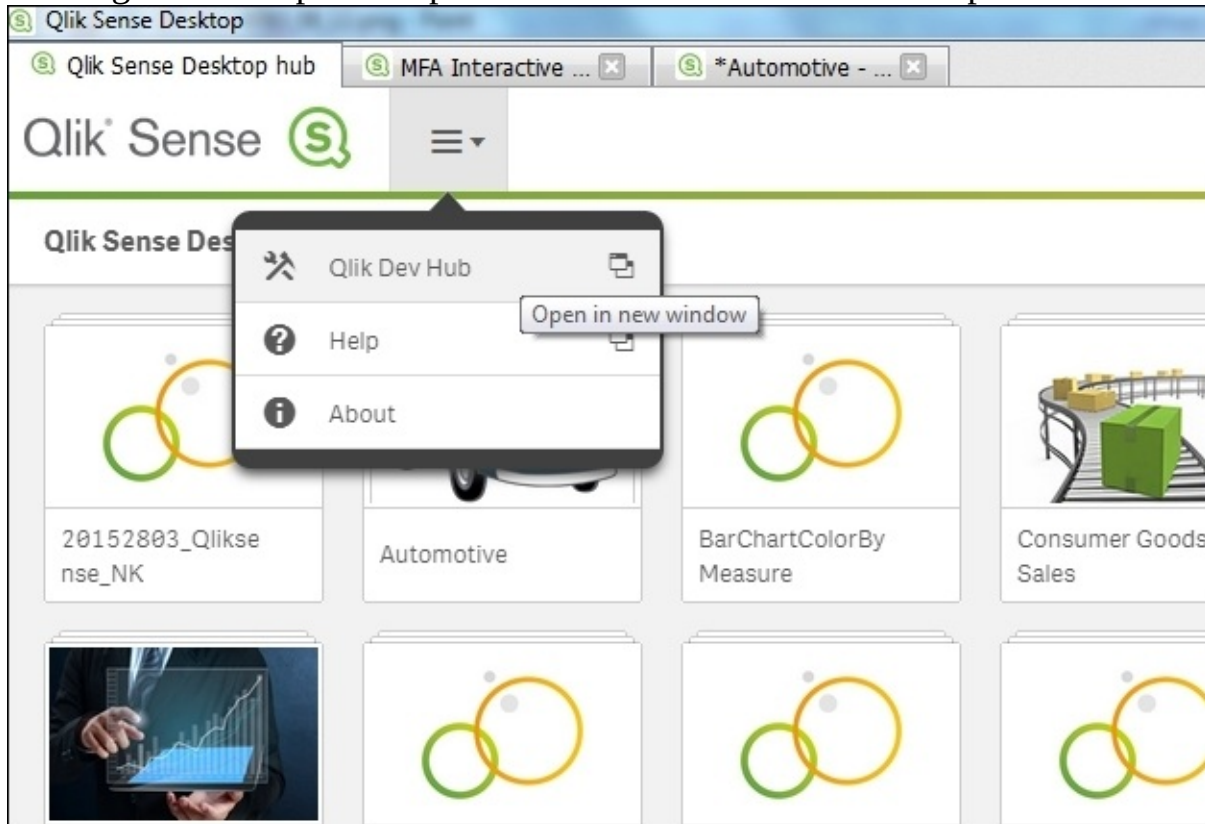 Qlik Sense Desktop
Qlik Sense Desktop hub
MFA Interactive ...
*Automotive - ...
Qlik Sense
Qlik Sense Des
Qlik Dev Hub
Open in new window
Help
About
20152803_Qlikse
nse_NK
Automotive
BarChartColorBy
Measure
Consumer Goods
Sales